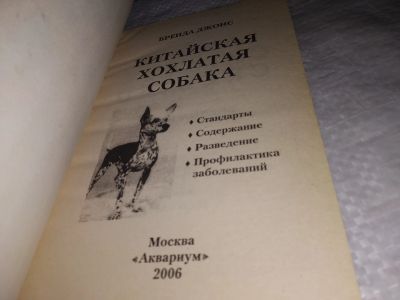 БРЕНДА ДЖОНС
КИТАЙСКАЯ
ХОХЛАТАЯ
СОБАКА
♦ Стандарты
♦ Содержание
♦ Разведение
♦ Профилактика
заболеваний
Москва
«Аквариум»
2006